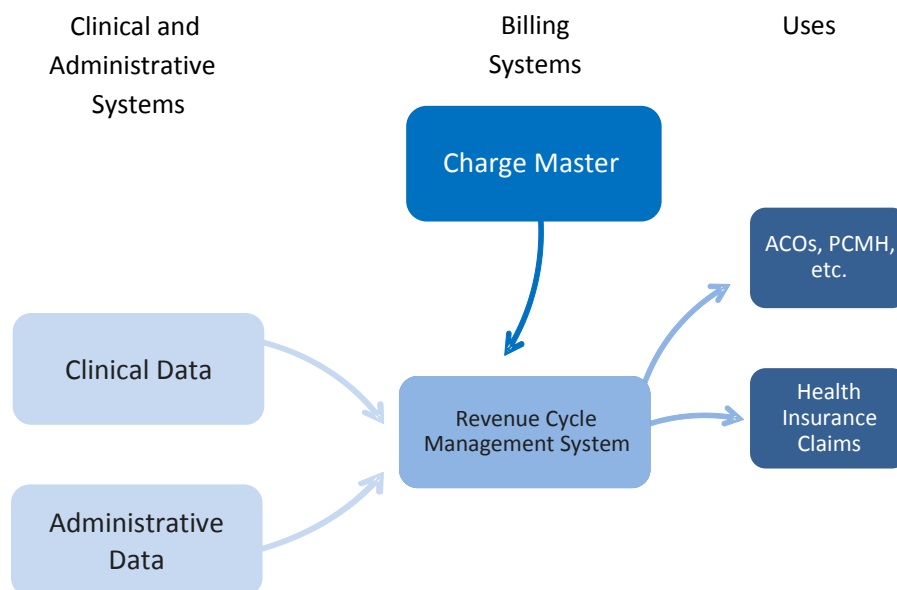 Clinical and
Administrative
Systems
Billing
Systems
Uses
Charge Master
ACOs, PCMH,
etc.
Clinical Data
Revenue Cycle
Management System
Health
Insurance
Claims
Administrative
Data